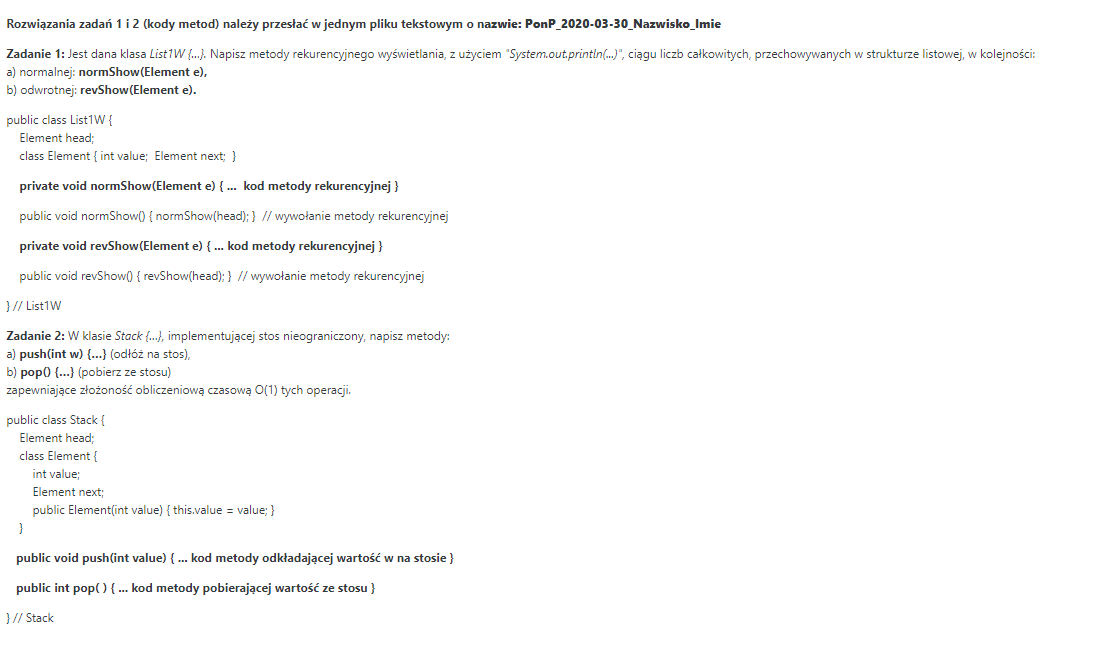 Rozwiązania zadań 1 i 2 (kody metod) należy przesłać w jednym pliku tekstowym o nazwie: PonP_2020-03-30_Nazwisko_Imie
Zadanie 1: Jest dana klasa List1W {...}. Napisz metody rekurencyjnego wyświetlania, z użyciem "System.out.println(...)", ciągu liczb całkowitych, przechowywanych w strukturze listowej, w kolejności:
a) normalnej: normShow(Element e),
b) odwrotnej: revShow(Element e).
public class List1W {
Element head;
class Element { int value; Element next; }
private void normShow(Element e) { ... kod metody rekurencyjnej }
public void normShow() { normShow(head); } // wywołanie metody rekurencyjnej
private void revShow(Element e) { ... kod metody rekurencyjnej }
public void revShow() { revShow(head); } // wywołanie metody rekurencyjnej
} // List1W
Zadanie 2: W klasie Stack {...}, implementującej stos nieograniczony, napisz metody:
a) push(int w) {...} (odłóż na stos),
b) pop() {...} (pobierz ze stosu)
zapewniające złożoność obliczeniową czasową O(1) tych operacji.
public class Stack {
Element head;
class Element {
int value;
Element next;
public Element(int value) { this.value = value; }
}
public void push(int value) { ... kod metody odkładającej wartość w na stosie }
public int pop( ) { ... kod metody pobierającej wartość ze stosu }
} // Stack